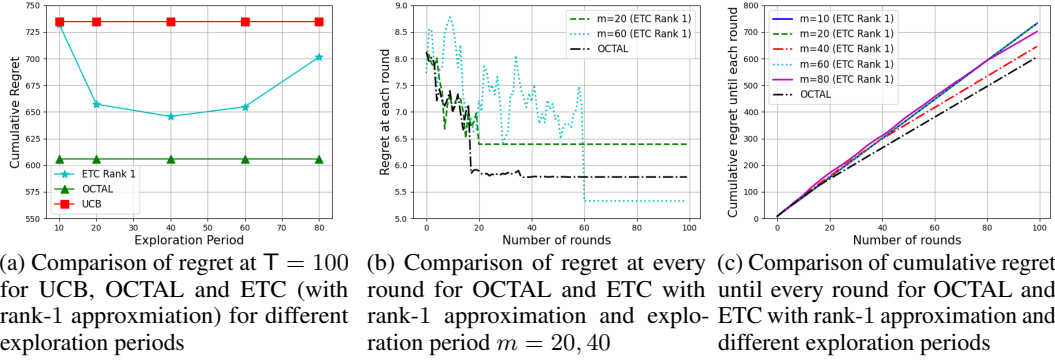 750
725
700
675
650
625
600
575
550
Cumulative Regret
ETC Rank 1
OCTAL
UCB
10 20 30 40 50 60 70 80
Exploration Period
9.0
8.5
8.0
7.5
7.0
6.5
6.0
5.5
5.0
Regret at each round
m=20 (ETC Rank 1)
m=60 (ETC Rank 1)
OCTAL
0 20 40 60 80 100
Number of rounds
800
700
600
500
400
300
200
100
0
Cumulative regret until each round
m=10 (ETC Rank 1)
m=20 (ETC Rank 1)
m=40 (ETC Rank 1)
m=60 (ETC Rank 1)
m=80 (ETC Rank 1)
OCTAL
0 20 40 60 80 100
Number of rounds
(a) Comparison of regret at T = 100
for UCB, OCTAL and ETC (with
rank-1 approxmiation) for different
exploration periods
(b) Comparison of regret at every
round for OCTAL and ETC with
rank-1 approximation and explo-
ration period m = 20, 40
(c) Comparison of cumulative regret
until every round for OCTAL and
ETC with rank-1 approximation and
different exploration periods